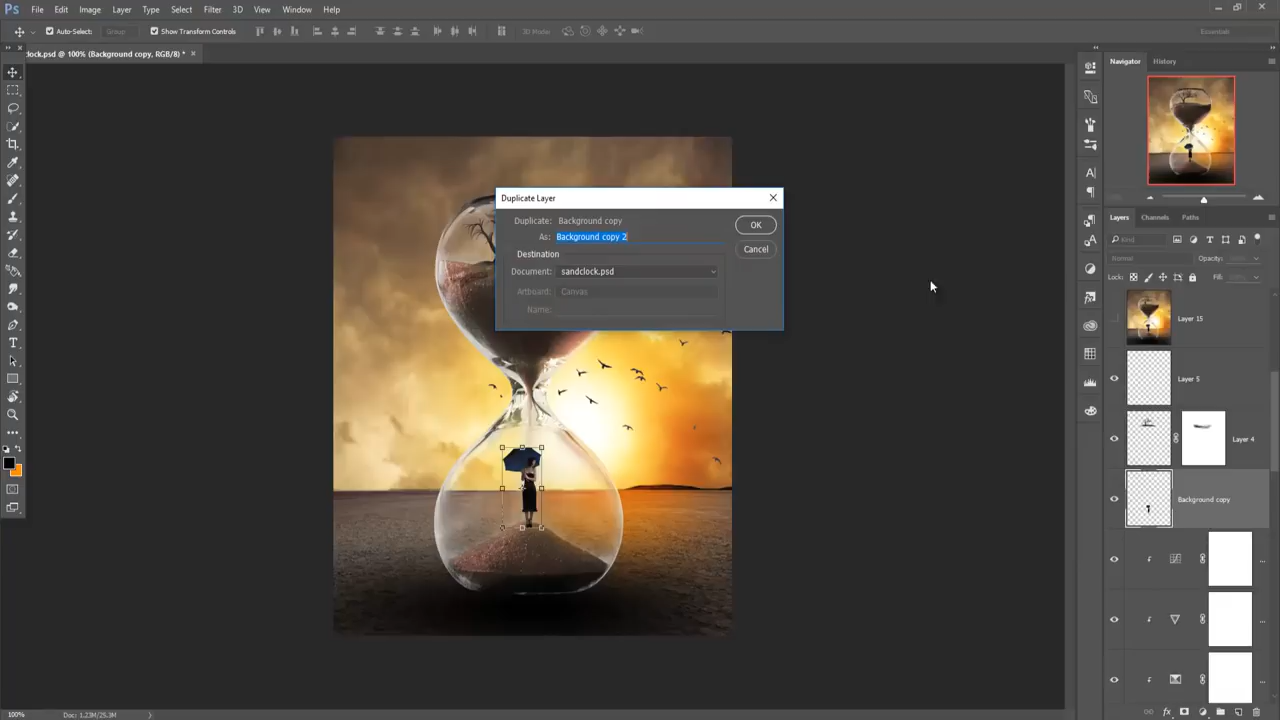 Ps File Edit Image Layer Type Select Filter 3D View Window Help
Auto-Select: Group Show Transform Controls 3D Mode: Essentials
clock.psd @ 100% (Background copy, RGB/8) * ×
Navigator History
Duplicate Layer
Duplicate: Background copy
As: Background copy 2
OK
Cancel
Destination
Document: sandclock.psd
Artboard: Canvas
Name:
Layers Channels Paths
Kind
Normal Opacity:
Lock: Fill:
Layer 15
Layer 5
Layer 4
Background copy
100% Doc: 1.23M/25.3M